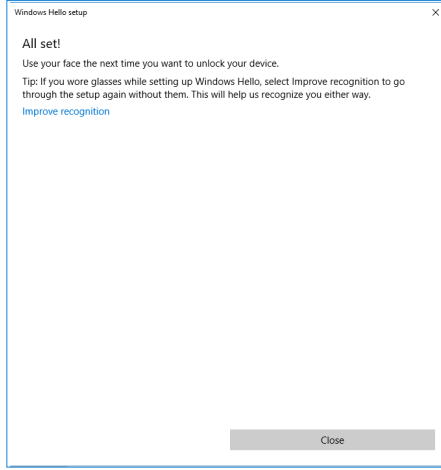 Windows Hello setup
All set!
Use your face the next time you want to unlock your device.
Tip: If you wore glasses while setting up Windows Hello, select Improve recognition to go
through the setup again without them. This will help us recognize you either way.
Improve recognition
Close